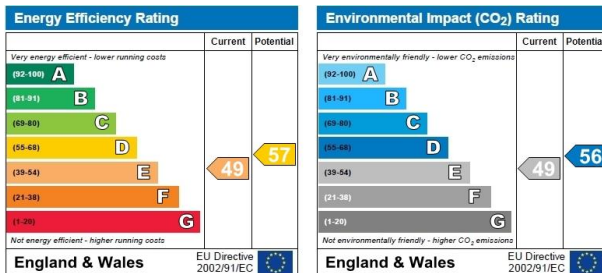 Energy Efficiency Rating
Current Potential
Very energy efficient - lower running costs
(92-100) A
(81-91) B
(69-80) C
(55-68) D
(39-54) E
(21-38) F
(1-20) G
49
57
Not energy efficient - higher running costs
England & Wales
EU Directive
2002/91/EC
Environmental Impact (CO2) Rating
Current Potential
Very environmentally friendly - lower CO2 emissions
(92-100) A
(81-91) B
(69-80) C
(55-68) D
(39-54) E
(21-38) F
(1-20) G
49
56
Not environmentally friendly - higher CO2 emissions
England & Wales
EU Directive
2002/91/EC